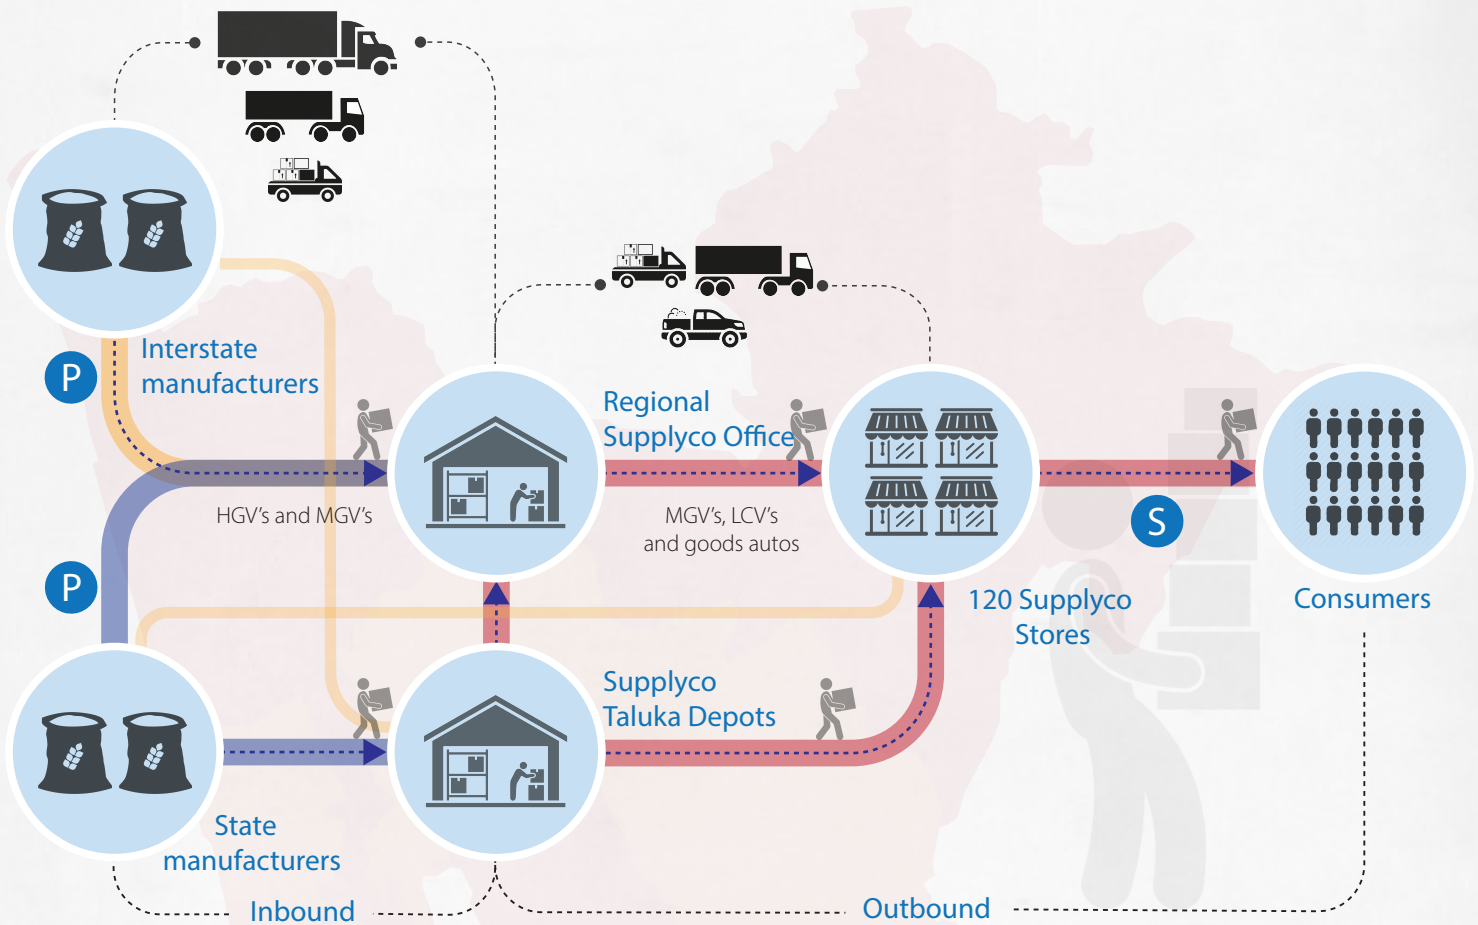 P
Interstate
manufacturers
Regional
Supplyco Office
HGV's and MGV's
MGV's, LCV's
and goods autos
S
P
120 Supplyco
Stores
Consumers
Supplyco
Taluka Depots
State
manufacturers
Inbound
Outbound